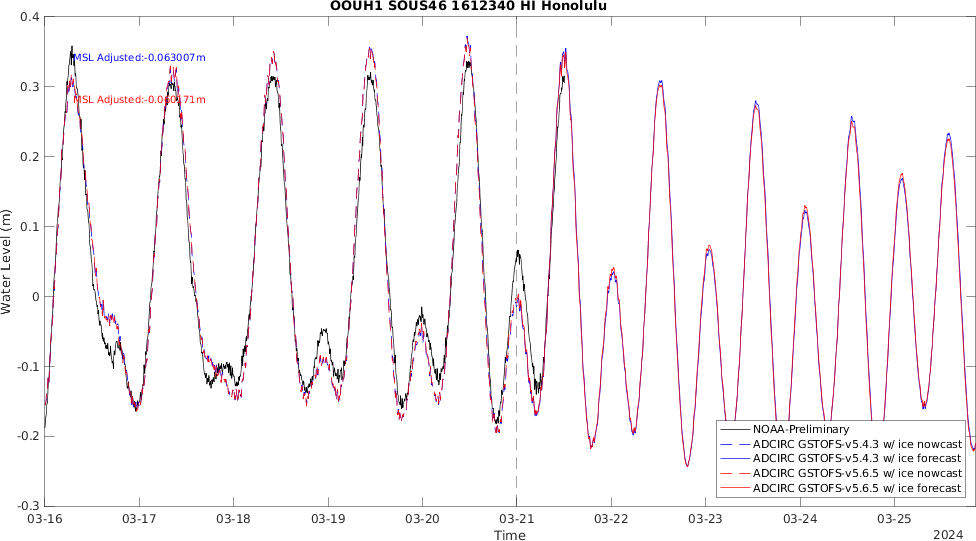 OOUH1 SOUS46 1612340 HI Honolulu
0.4
MSL Adjusted:-0.063007m
0.3
MSL Adjusted:-0.060171m
0.2
0.1
Water Level (m)
0
-0.1
-0.2
NOAA-Preliminary
ADCIRC GSTOFS-v5.4.3 w/ ice nowcast
ADCIRC GSTOFS-v5.4.3 w/ ice forecast
ADCIRC GSTOFS-v5.6.5 w/ ice nowcast
ADCIRC GSTOFS-v5.6.5 w/ ice forecast
-0.3
03-16 03-17 03-18 03-19 03-20 03-21 03-22 03-23 03-24 03-25
Time
2024